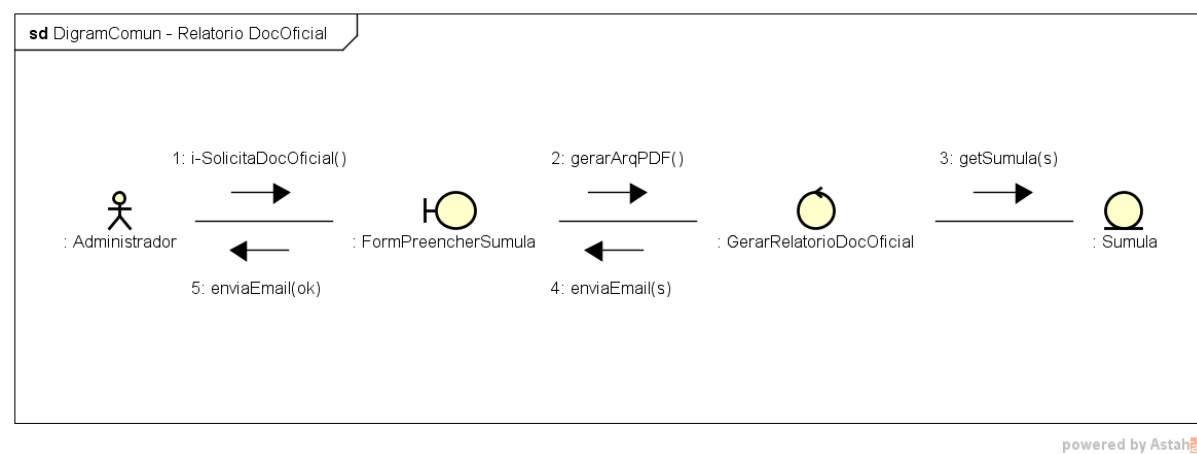 sd DigramComun - Relatorio DocOficial
1: i-SolicitaDocOficial()
2: gerarArqPDF()
3: getSumula(s)
: Administrador
: FormPreencherSumula
: GerarRelatorioDocOficial
: Sumula
5: enviaEmail(ok)
4: enviaEmail(s)
powered by Astah